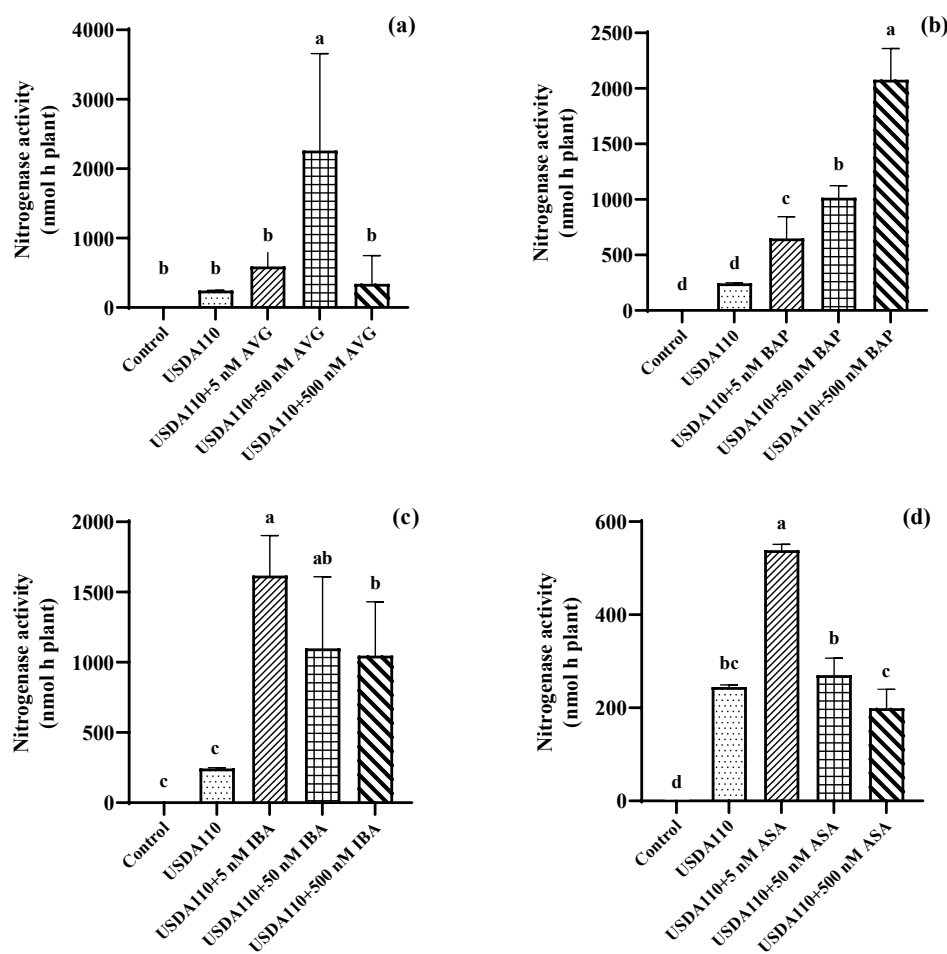 (a)
Nitrogenase activity
(nmol h plant)
4000
3000
2000
1000
0
b
b
b
a
b
Control
USDA110
USDA110+5 nM AVG
USDA110+50 nM AVG
USDA110+500 nM AVG
(b)
Nitrogenase activity
(nmol h plant)
2500
2000
1500
1000
500
0
d
d
c
b
a
Control
USDA110
USDA110+5 nM BAP
USDA110+50 nM BAP
USDA110+500 nM BAP
(c)
Nitrogenase activity
(nmol h plant)
2000
1500
1000
500
0
c
c
a
ab
b
Control
USDA110
USDA110+5 nM IBA
USDA110+50 nM IBA
USDA110+500 nM IBA
(d)
Nitrogenase activity
(nmol h plant)
600
400
200
0
d
bc
a
b
c
Control
USDA110
USDA110+5 nM ASA
USDA110+50 nM ASA
USDA110+500 nM ASA